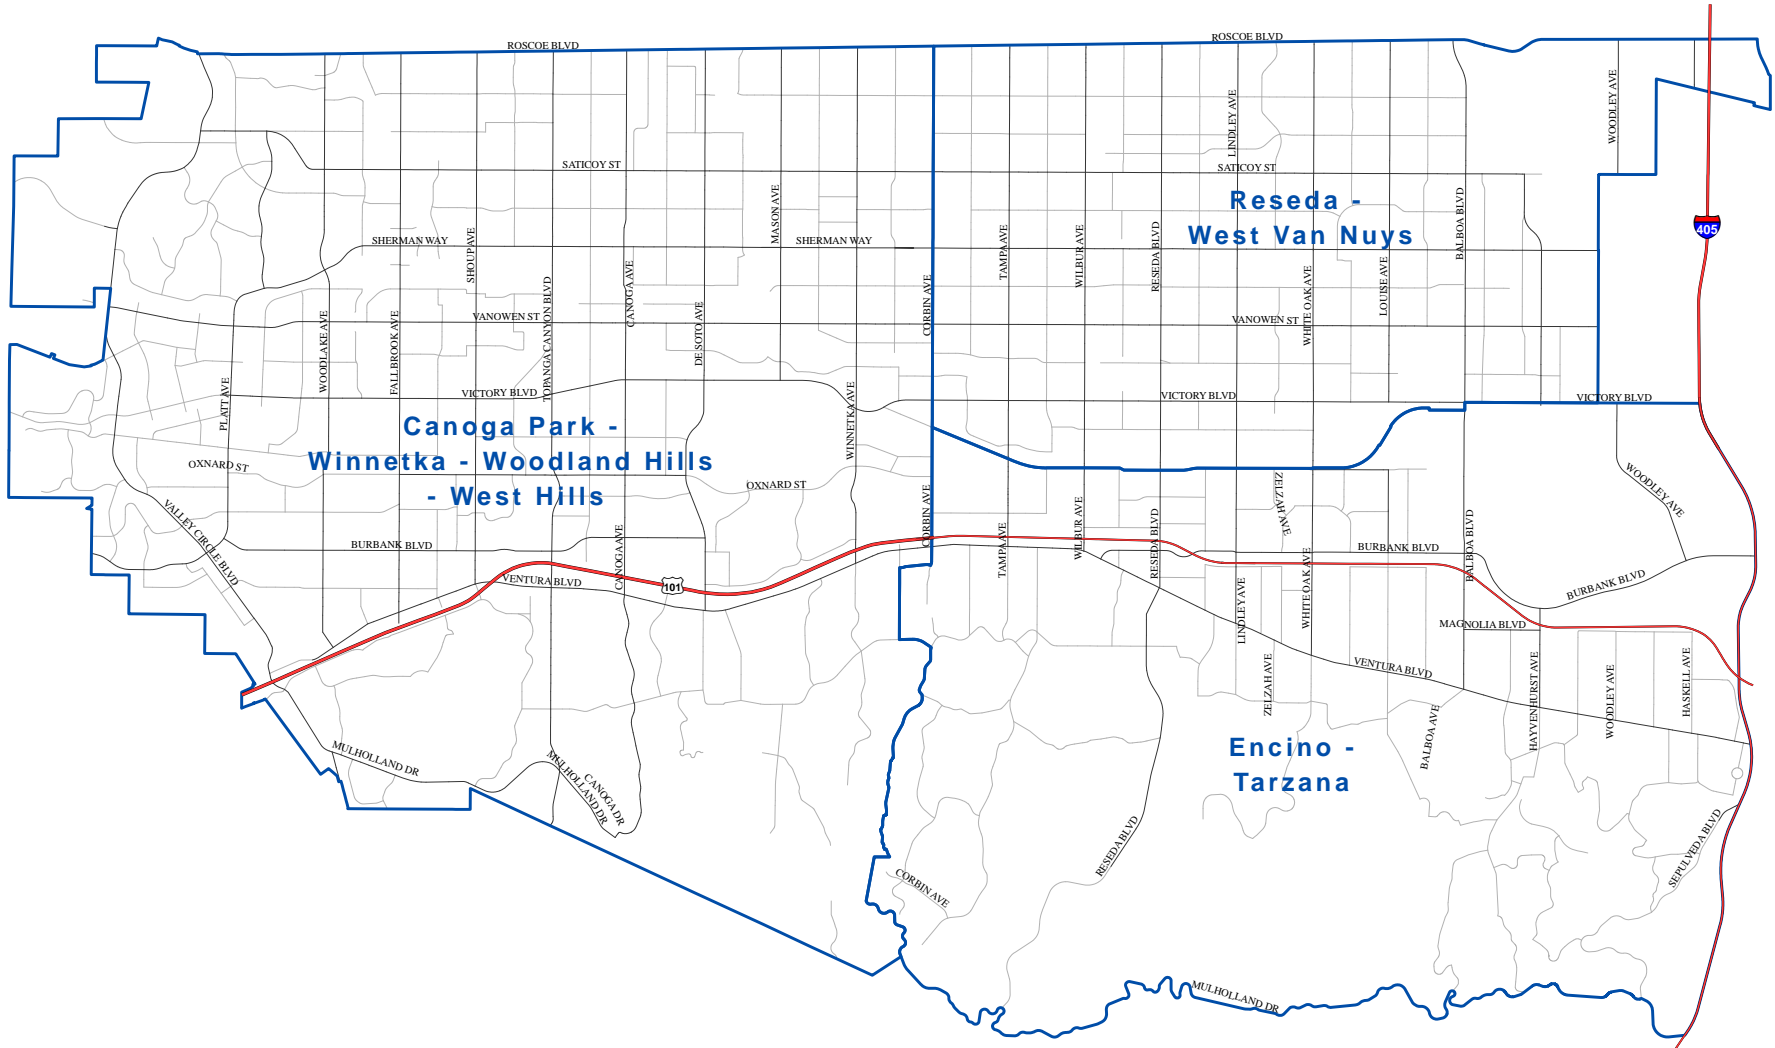 ROSCOE BLVD
ROSCOE BLVD
WOODLEY AVE
LINDLEY AVE
SATICOY ST
SATICOY ST
MASON AVE
BALBOA BLVD
Reseda -
West Van Nuys
405
SHERMAN WAY
SHERMAN WAY
SHOUP AVE
TAMPA AVE
WILBUR AVE
RESEDA BLVD
CANOGA AVE
TOPANGA CANYON BLVD
CORBIN AVE
WHITE OAK AVE
LOUISE AVE
VANOWEN ST
VANOWEN ST
WOODLAKE AVE
FALLBROOK AVE
DE SOTO AVE
PLATT AVE
VICTORY BLVD
VICTORY BLVD
VICTORY BLVD
WINNETKA AVE
Canoga Park -
Winnetka - Woodland Hills
- West Hills
OXNARD ST
OXNARD ST
VALLEY CIRCLE BLVD
CORBIN AVE
ZELZAH AVE
WOODLEY AVE
BURBANK BLVD
BURBANK BLVD
BURBANK BLVD
CANOGA AVE
TAMPA AVE
WILBUR AVE
RESEDA BLVD
BALBOA BLVD
VENTURA BLVD
101
LINDLEY AVE
WHITE OAK AVE
MAGNOLIA BLVD
VENTURA BLVD
ZELZAH AVE
HAYVENHURST AVE
WOODLEY AVE
HASKELL AVE
BALBOA AVE
Encino -
Tarzana
MULHOLLAND DR
MULHOLLAND DR
CANOGA DR
RESEDA BLVD
SEPULVEDA BLVD
CORBIN AVE
MULHOLLAND DR